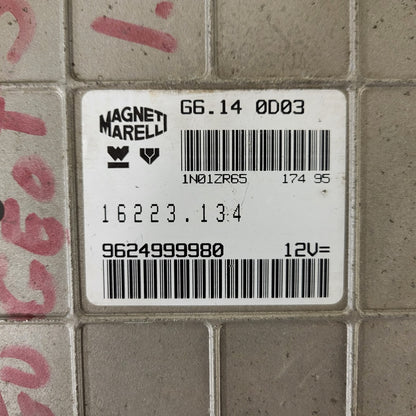 MAGNETI
MARELLI
G6.14 0D03
1N01ZR65 174 95
16223.134
9624999980 12V=